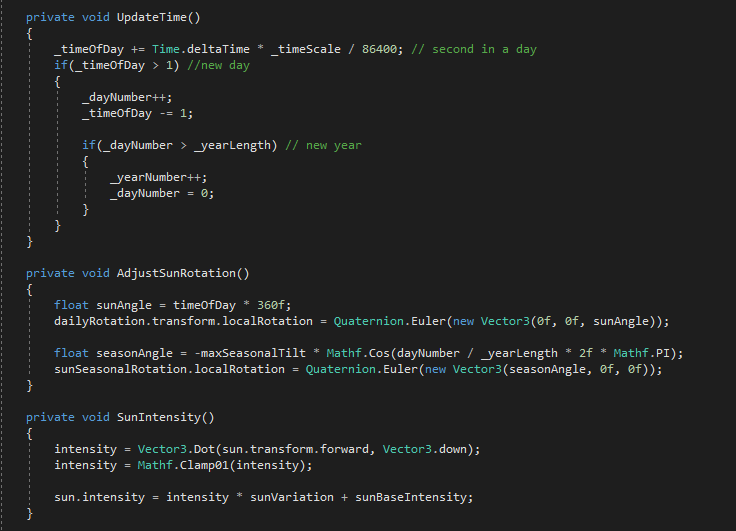 private void UpdateTime()
{
_timeOfDay += Time.deltaTime * _timeScale / 86400; // second in a day
if(_timeOfDay > 1) //new day
{
_dayNumber++;
_timeOfDay -= 1;
if(_dayNumber > _yearLength) // new year
{
_yearNumber++;
_dayNumber = 0;
}
}
}
private void AdjustSunRotation()
{
float sunAngle = timeOfDay * 360f;
dailyRotation.transform.localRotation = Quaternion.Euler(new Vector3(0f, 0f, sunAngle));
float seasonAngle = -maxSeasonalTilt * Mathf.Cos(dayNumber / _yearLength * 2f * Mathf.PI);
sunSeasonalRotation.localRotation = Quaternion.Euler(new Vector3(seasonAngle, 0f, 0f));
}
private void SunIntensity()
{
intensity = Vector3.Dot(sun.transform.forward, Vector3.down);
intensity = Mathf.Clamp01(intensity);
sun.intensity = intensity * sunVariation + sunBaseIntensity;
}